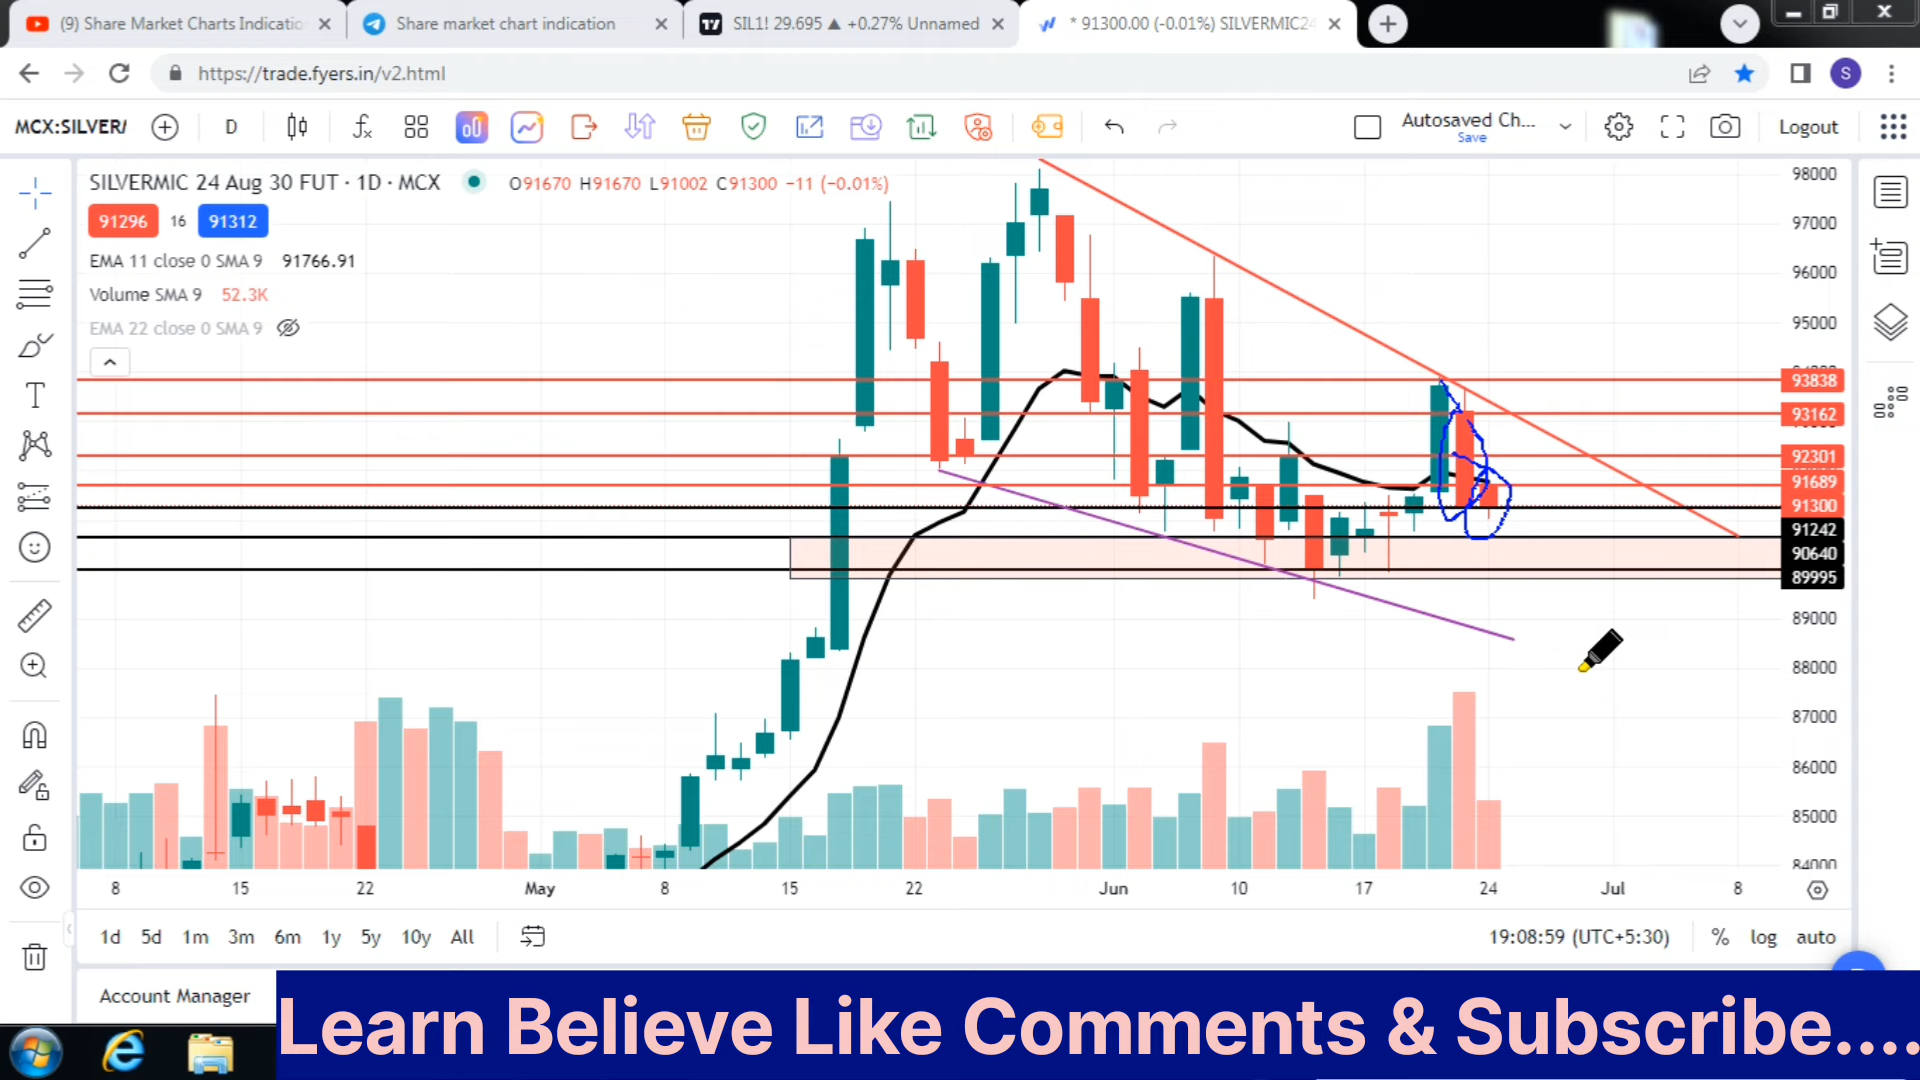 (9) Share Market Charts Indicatio
Share market chart indication
SIL1! 29.695 ▲ +0.27% Unnamed
* 91300.00 (-0.01%) SILVERMIC24
https://trade.fyers.in/v2.html
S
MCX:SILVER/
D
Autosaved Ch...
Save
Logout
SILVERMIC 24 Aug 30 FUT · 1D · MCX
O91670 H91670 L91002 C91300 −11 (−0.01%)
91296 16 91312
EMA 11 close 0 SMA 9 91766.91
Volume SMA 9 52.3K
EMA 22 close 0 SMA 9
98000
97000
96000
95000
93838
93162
92301
91689
91300
91242
90640
89995
89000
88000
87000
86000
85000
84000
8 15 22 May 8 15 22 Jun 10 17 24 Jul 8
1d 5d 1m 3m 6m 1y 5y 10y All
19:08:59 (UTC+5:30) % log auto
Account Manager
Learn Believe Like Comments & Subscribe....